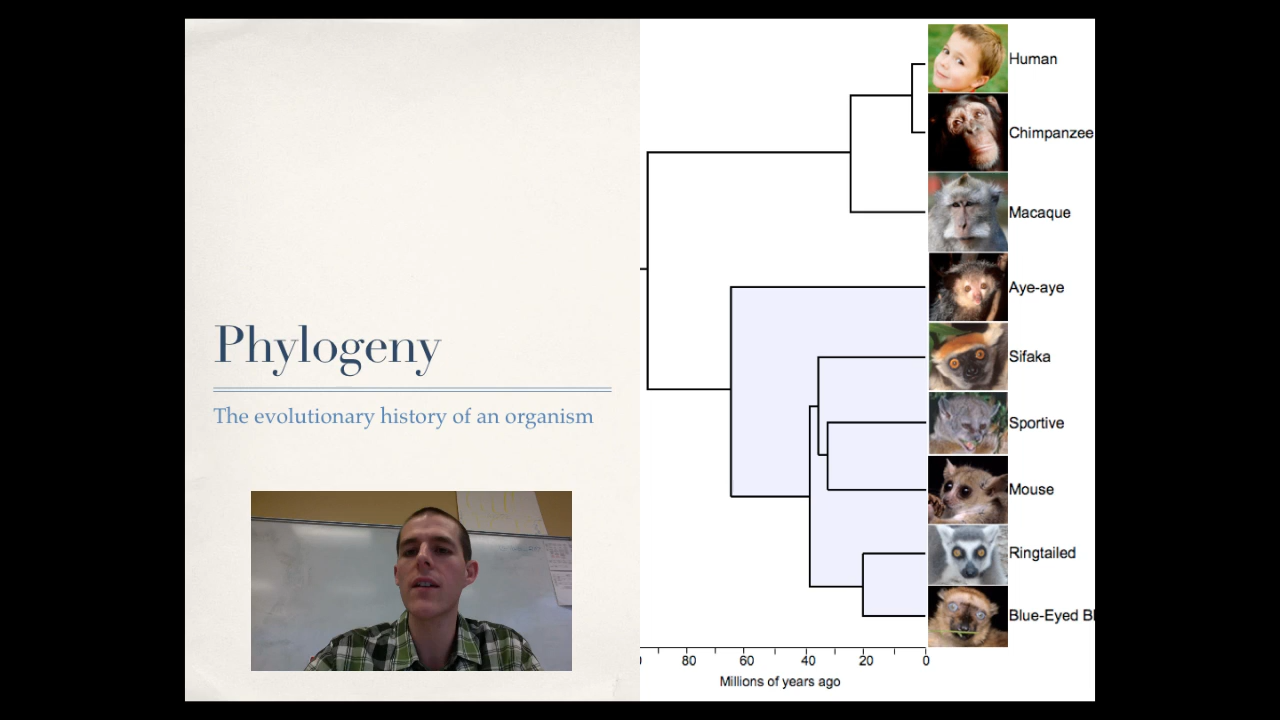 Phylogeny
The evolutionary history of an organism
Human
Chimpanzee
Macaque
Aye-aye
Sifaka
Sportive
Mouse
Ringtailed
Blue-Eyed Bl
80 60 40 20 0
Millions of years ago